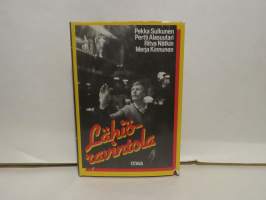 Pekka Sulkunen
Pertti Alasuutari
Ritva Nätkin
Merja Kinnunen
Lähiö-
ravintola
OTAVA